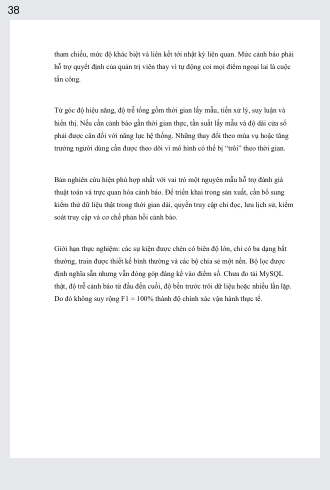 38
tham chiếu, mức độ khác biệt và liên kết tới nhật ký liên quan. Mức cảnh báo phải
hỗ trợ quyết định của quản trị viên thay vì tự động coi mọi điểm ngoại lai là cuộc
tấn công.
Từ góc độ hiệu năng, độ trễ tổng gồm thời gian lấy mẫu, tiền xử lý, suy luận và
hiển thị. Nếu cần cảnh báo gần thời gian thực, tần suất lấy mẫu và độ dài cửa sổ
phải được cân đối với năng lực hệ thống. Những thay đổi theo mùa vụ hoặc tăng
trưởng người dùng cần được theo dõi vì mô hình có thể bị “trôi” theo thời gian.
Bản nghiên cứu hiện phù hợp nhất với vai trò một nguyên mẫu hỗ trợ đánh giá
thuật toán và trực quan hóa cảnh báo. Để triển khai trong sản xuất, cần bổ sung
kiểm thử dữ liệu thật trong thời gian dài, quyền truy cập chỉ đọc, lưu lịch sử, kiểm
soát truy cập và cơ chế phản hồi cảnh báo.
Giới hạn thực nghiệm: các sự kiện được chèn có biên độ lớn, chỉ có ba dạng bất
thường, train được thiết kế bình thường và các bộ chia sẻ một nền. Bộ lọc được
định nghĩa sẵn nhưng vẫn đóng góp đáng kể vào điểm số. Chưa đo tải MySQL
thật, độ trễ cảnh báo từ đầu đến cuối, độ bền trước trôi dữ liệu hoặc nhiều lần lặp.
Do đó không suy rộng F1 = 100% thành độ chính xác vận hành thực tế.